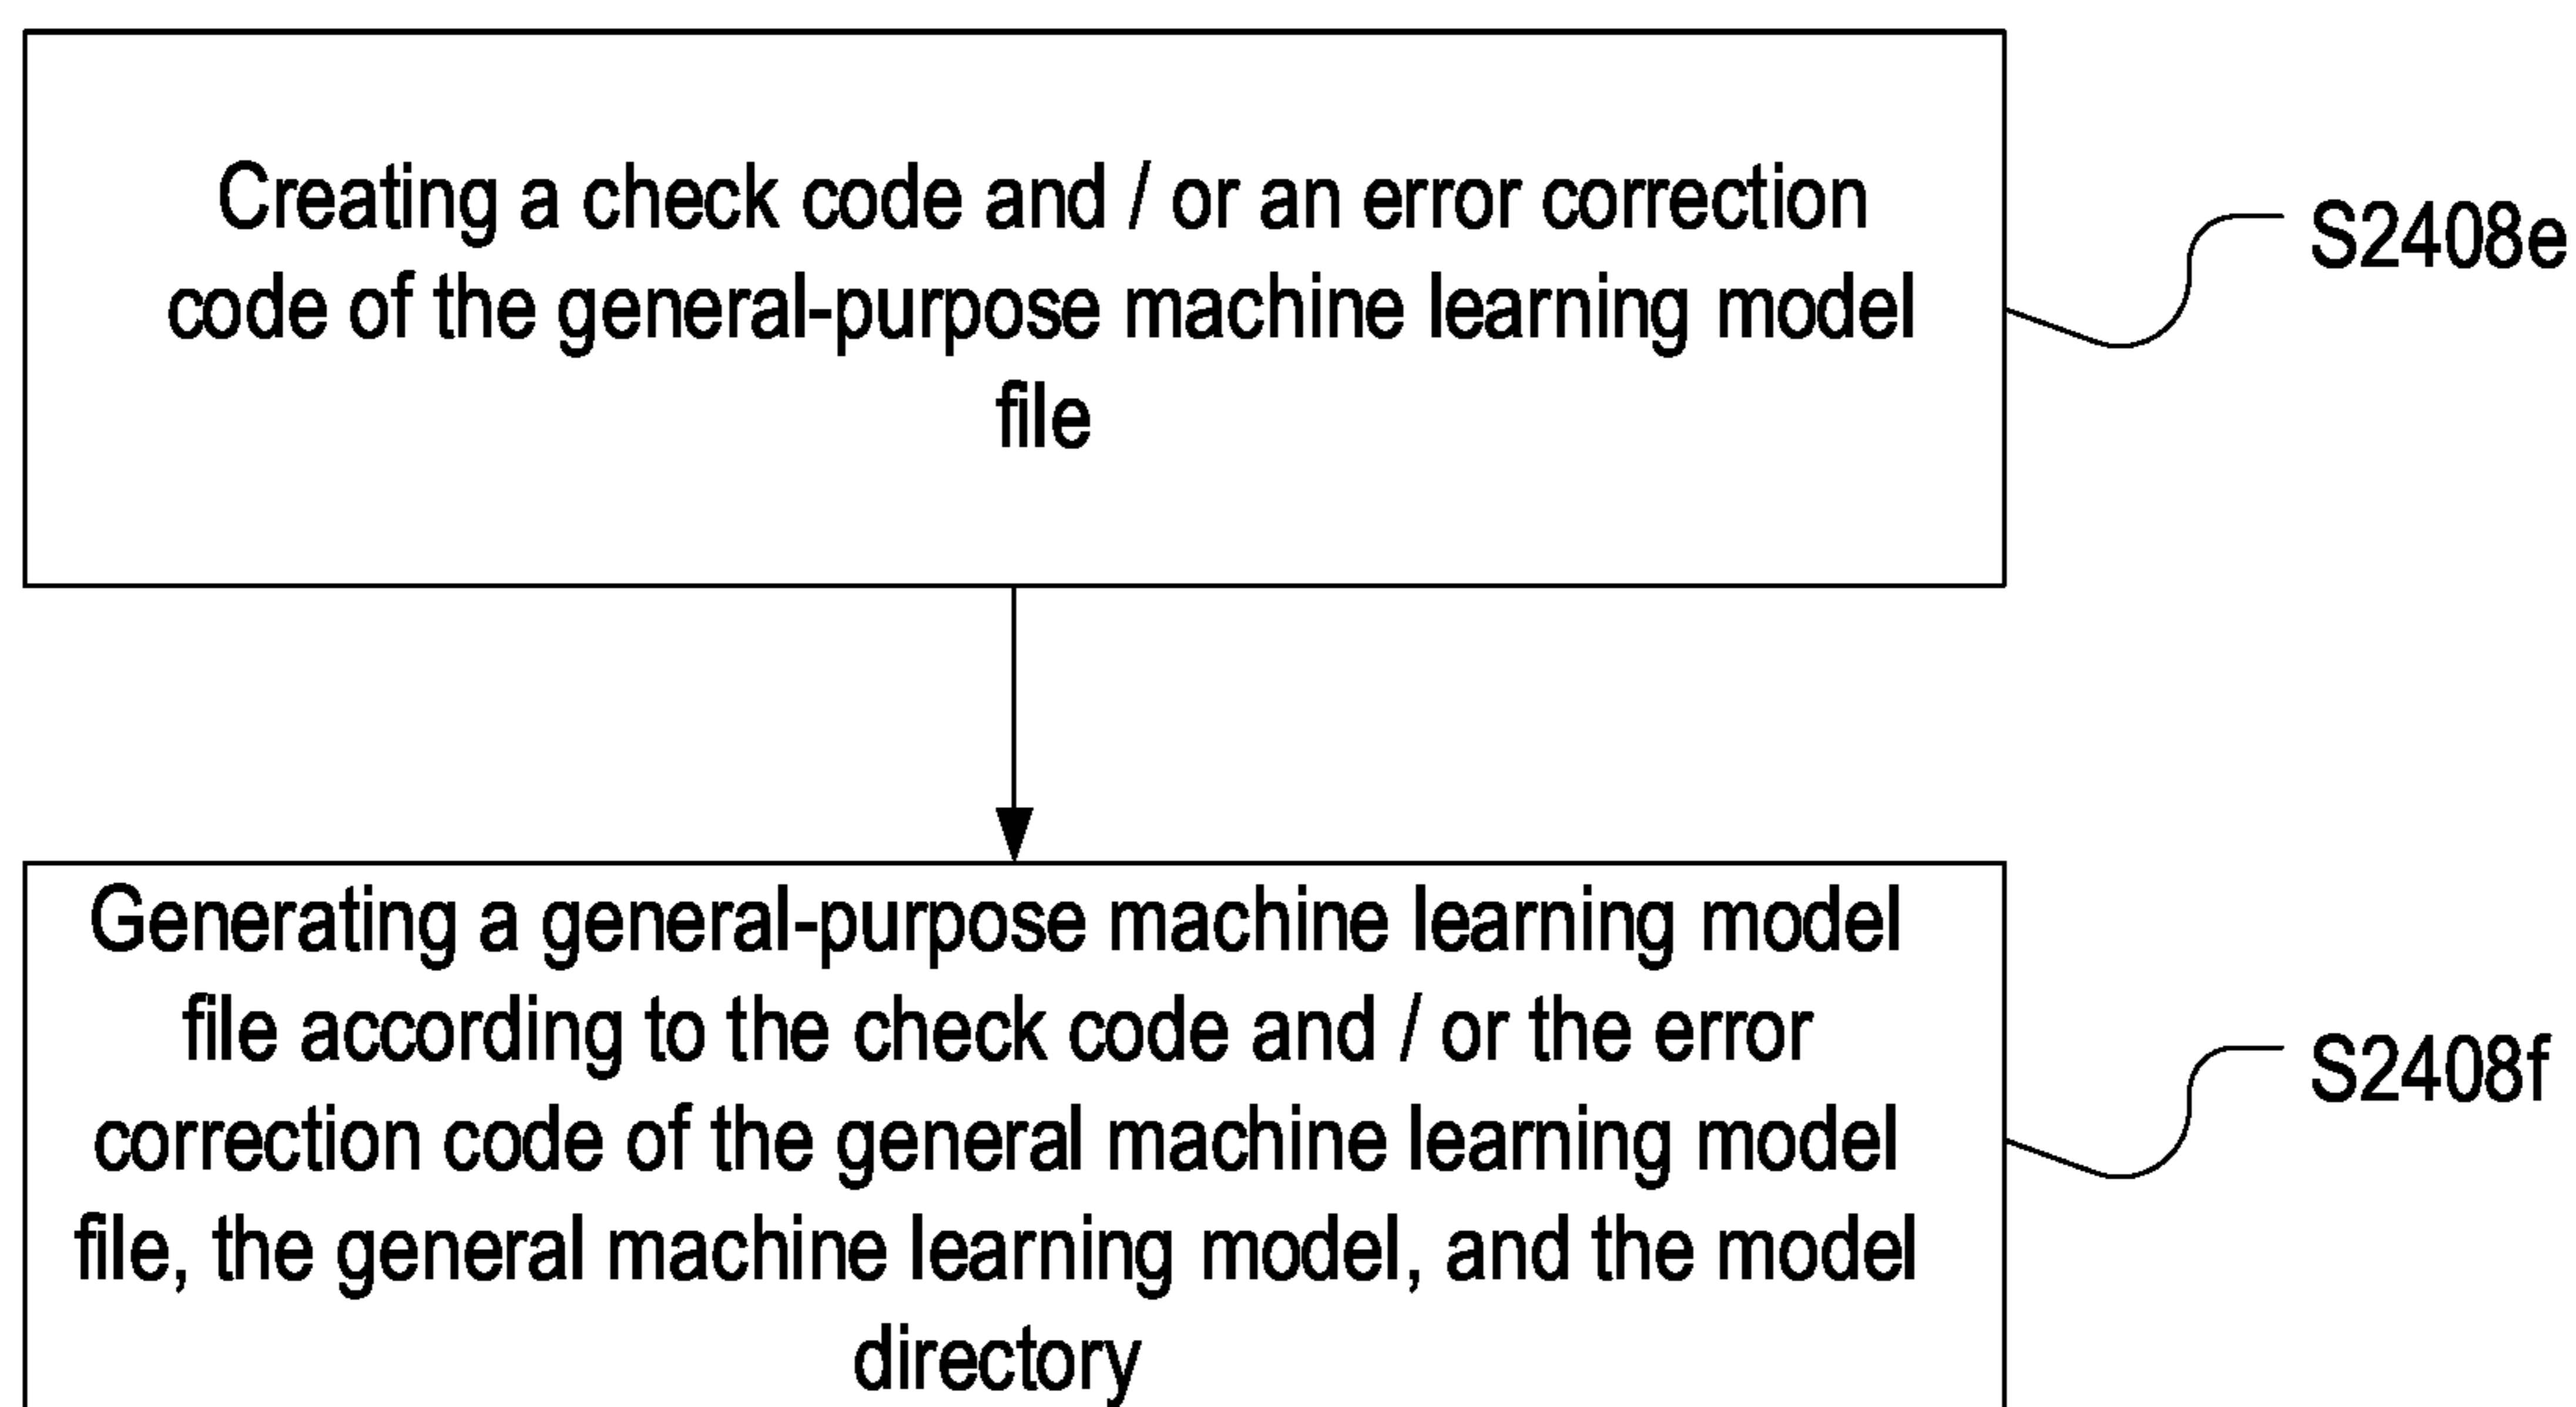 Creating a check code and / or an error correction
code of the general-purpose machine learning model
file
S2408e
Generating a general-purpose machine learning model
file according to the check code and / or the error
correction code of the general machine learning model
file, the general machine learning model, and the model
directory
S2408f